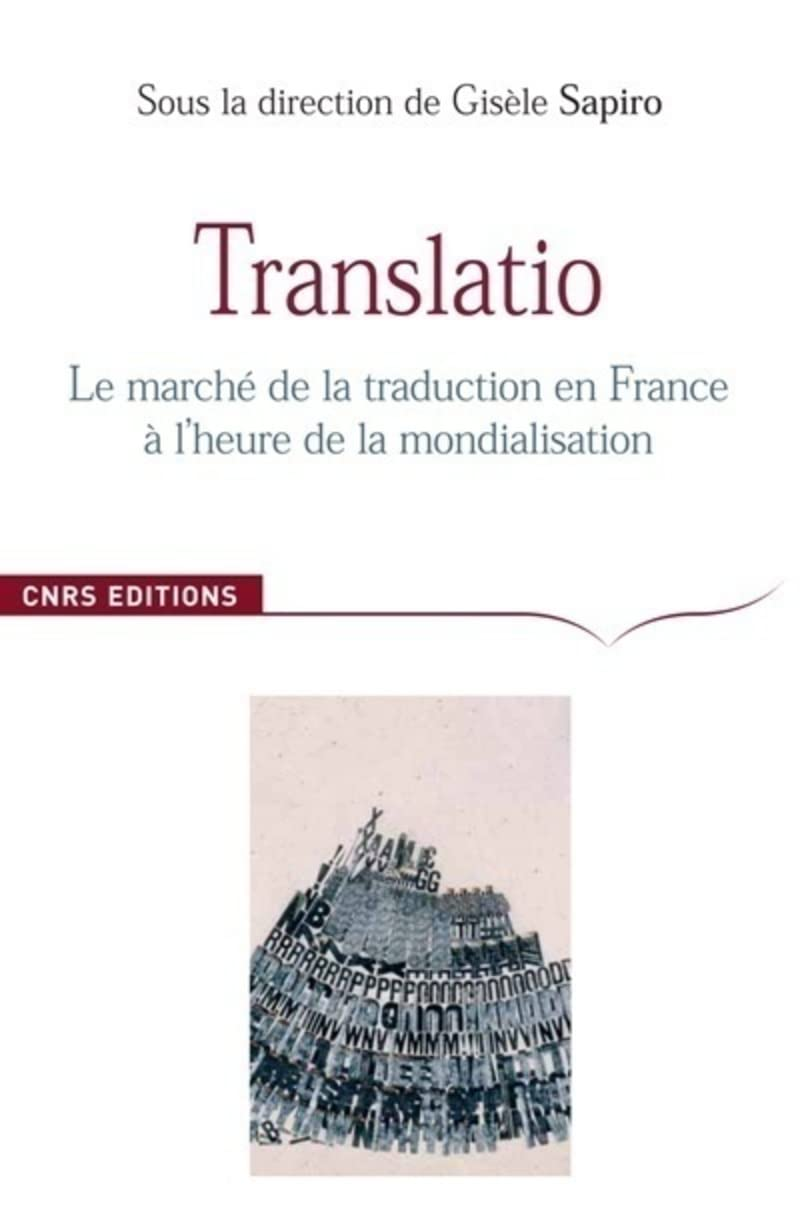 Sous la direction de Gisèle Sapiro
Translatio
Le marché de la traduction en France
à l'heure de la mondialisation
CNRS EDITIONS